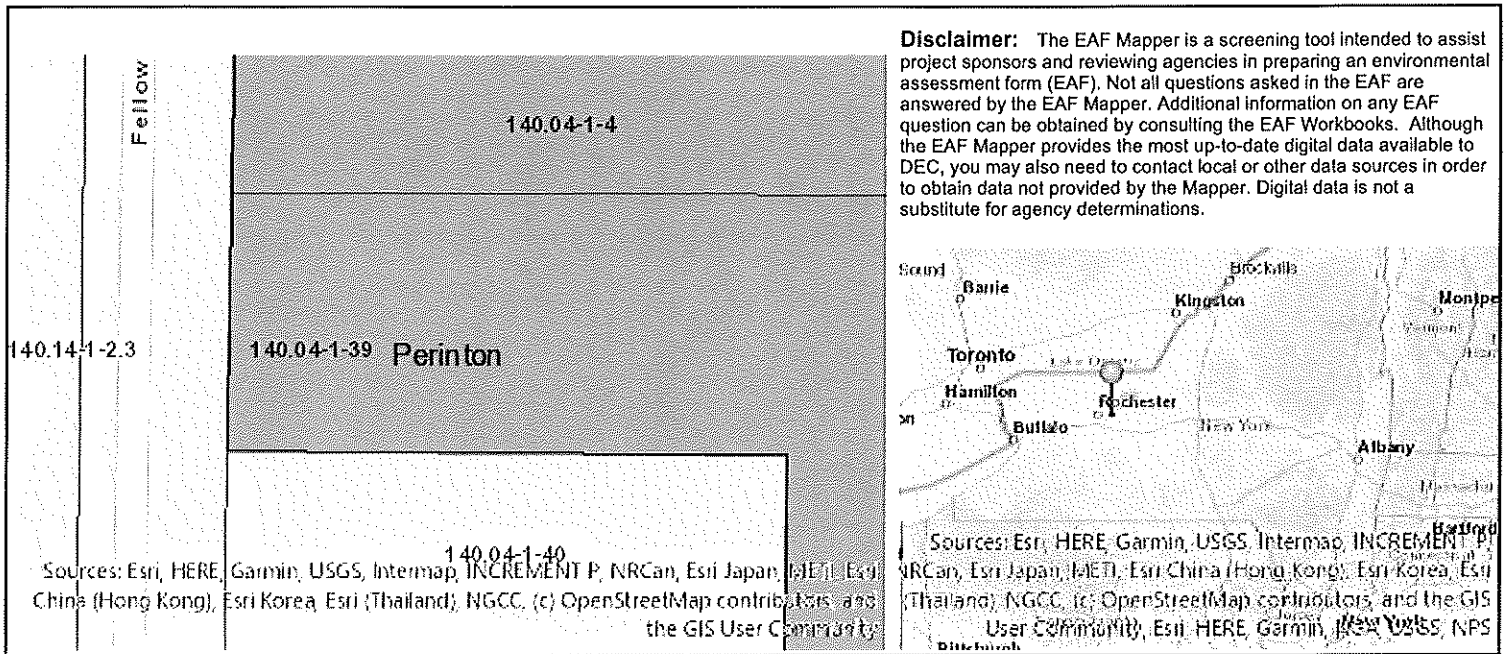 Fellow
140.04-1-4
140.14-1-2.3
140.04-1-39 Perinton
140.04-1-40
Sources: Esri, HERE, Garmin, USGS, Intermap, INCREMENT P, NRCan, Esri Japan, METI, Esri
China (Hong Kong), Esri Korea, Esri (Thailand), NGCC, (c) OpenStreetMap contributors, and
the GIS User Community
Disclaimer: The EAF Mapper is a screening tool intended to assist
project sponsors and reviewing agencies in preparing an environmental
assessment form (EAF). Not all questions asked in the EAF are
answered by the EAF Mapper. Additional information on any EAF
question can be obtained by consulting the EAF Workbooks. Although
the EAF Mapper provides the most up-to-date digital data available to
DEC, you may also need to contact local or other data sources in order
to obtain data not provided by the Mapper. Digital data is not a
substitute for agency determinations.
Sound
Barrie
Brockville
Kingston
Montpe
Vermont
Toronto
Hamilton
Rochester
Buffalo
New York
Albany
Hartford
Sources: Esri, HERE, Garmin, USGS, Intermap, INCREMENT P,
NRCan, Esri Japan, METI, Esri China (Hong Kong), Esri Korea, Esri
(Thailand), NGCC, (c) OpenStreetMap contributors, and the GIS
User Community, Esri, HERE, Garmin, NGA, USGS, NPS
New York
Pittsburgh